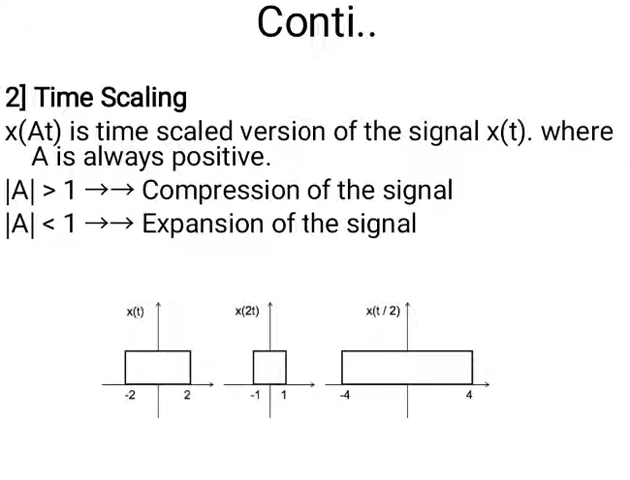 Conti..
2] Time Scaling
x(At) is time scaled version of the signal x(t). where
A is always positive.
|A| > 1 →→ Compression of the signal
|A| < 1 →→ Expansion of the signal
x(t) x(2t) x(t / 2)
-2 2 -1 1 -4 4